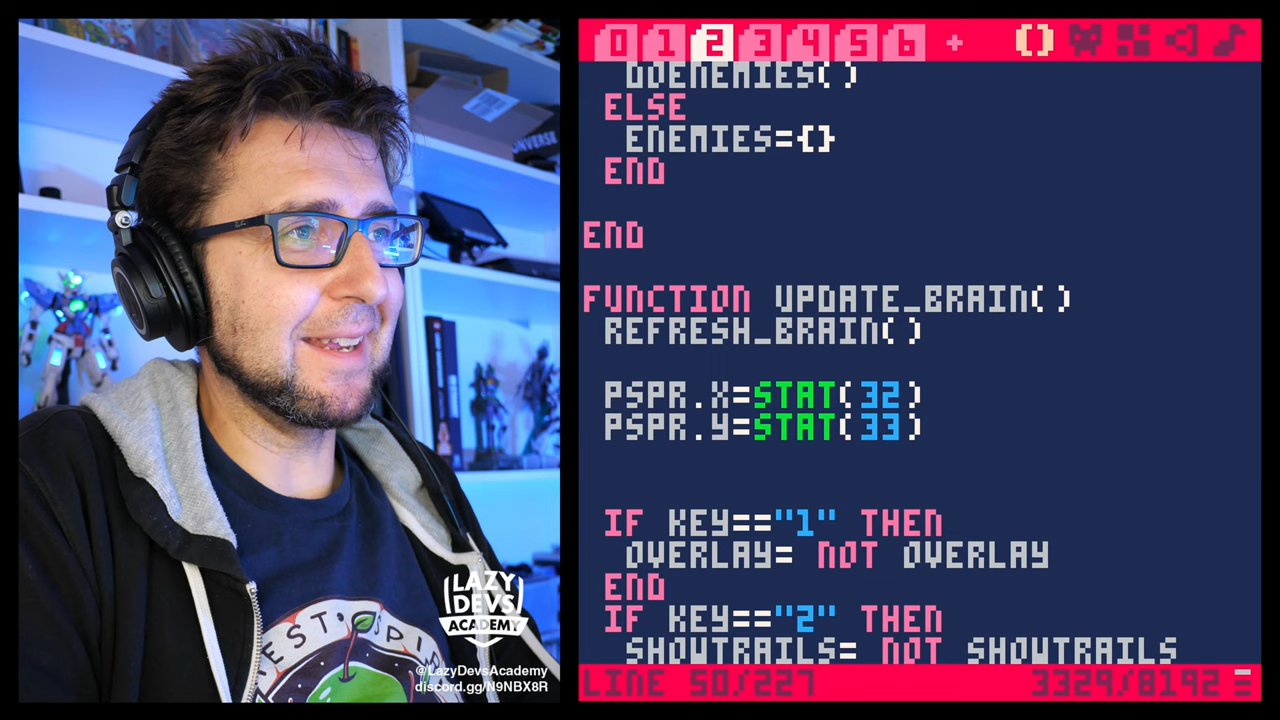 0 1 2 3 4 5 6 + ()
DOENEMIES()
ELSE
ENEMIES={}
END
END
FUNCTION UPDATE_BRAIN()
REFRESH_BRAIN()
PSPR.X=STAT(32)
PSPR.Y=STAT(33)
IF KEY=="1" THEN
OVERLAY= NOT OVERLAY
END
IF KEY=="2" THEN
SHOWTRAILS= NOT SHOWTRAILS
LINE 50/227
3329/8192
LAZY
DEVS
ACADEMY
@LazyDevsAcademy
discord.gg/N9NBX8R